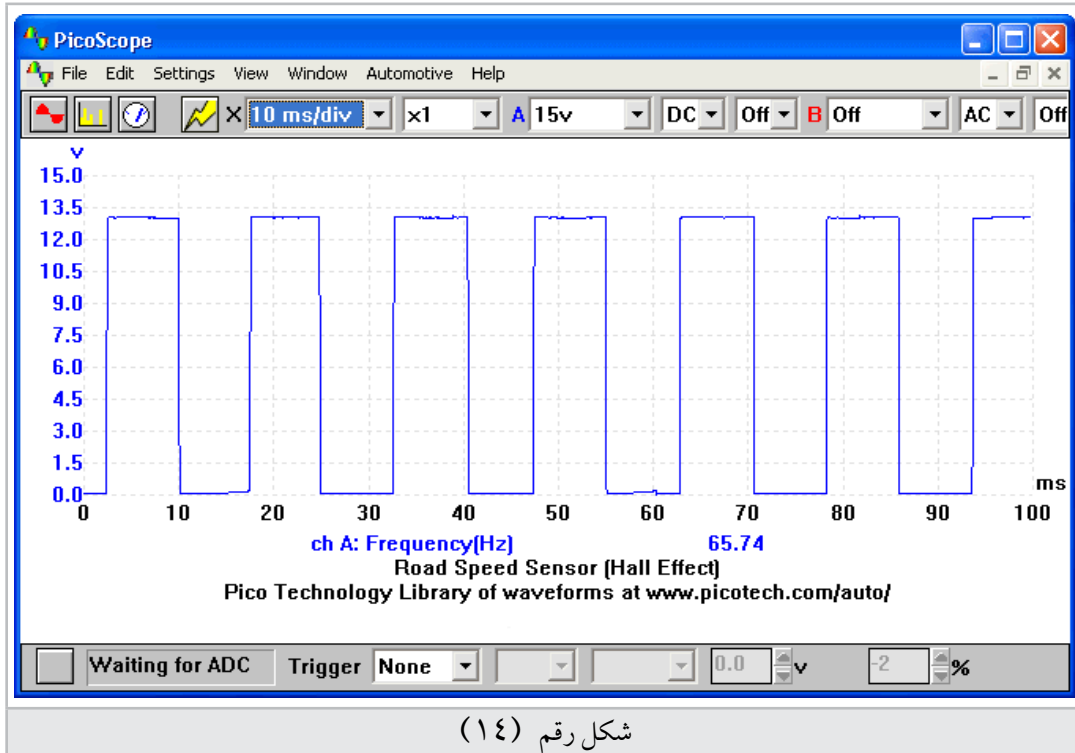 PicoScope
File Edit Settings View Window Automotive Help
X 10 ms/div x1 A 15v DC Off B Off AC Off
v
15.0
13.5
12.0
10.5
9.0
7.5
6.0
4.5
3.0
1.5
0.0
ms
0 10 20 30 40 50 60 70 80 90 100
ch A: Frequency(Hz) 65.74
Road Speed Sensor (Hall Effect)
Pico Technology Library of waveforms at www.picotech.com/auto/
Waiting for ADC Trigger None 0.0 v -2 %
شكل رقم (١٤)